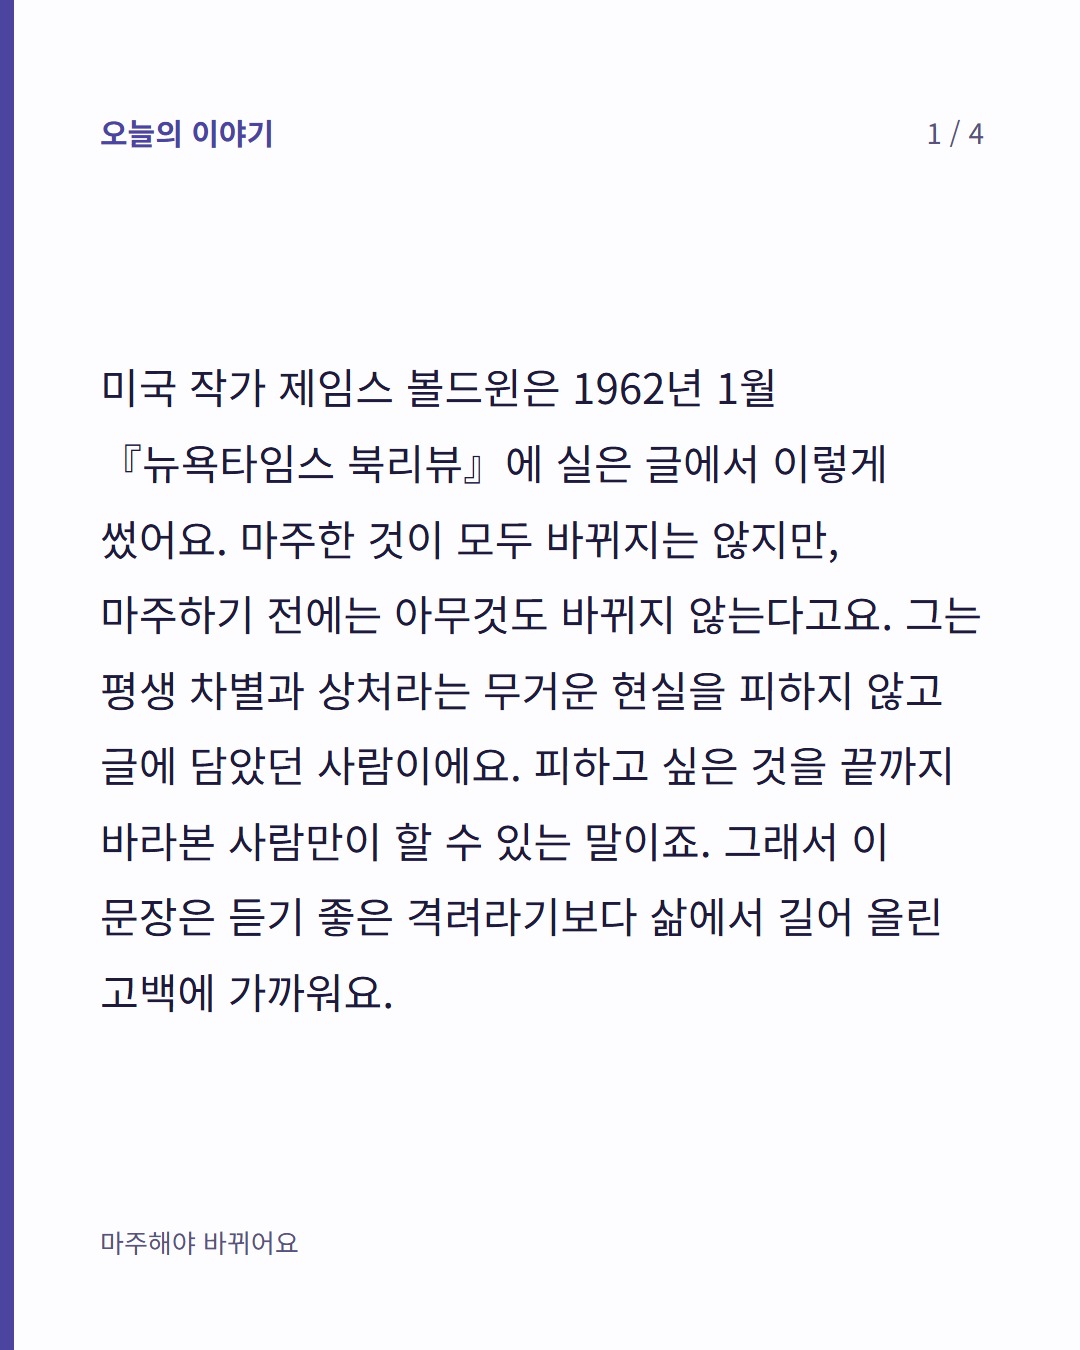 오늘의 이야기
1 / 4
미국 작가 제임스 볼드윈은 1962년 1월
『뉴욕타임스 북리뷰』에 실은 글에서 이렇게
썼어요. 마주한 것이 모두 바뀌지는 않지만,
마주하기 전에는 아무것도 바뀌지 않는다고요. 그는
평생 차별과 상처라는 무거운 현실을 피하지 않고
글에 담았던 사람이에요. 피하고 싶은 것을 끝까지
바라본 사람만이 할 수 있는 말이죠. 그래서 이
문장은 듣기 좋은 격려라기보다 삶에서 길어 올린
고백에 가까워요.
마주해야 바뀌어요